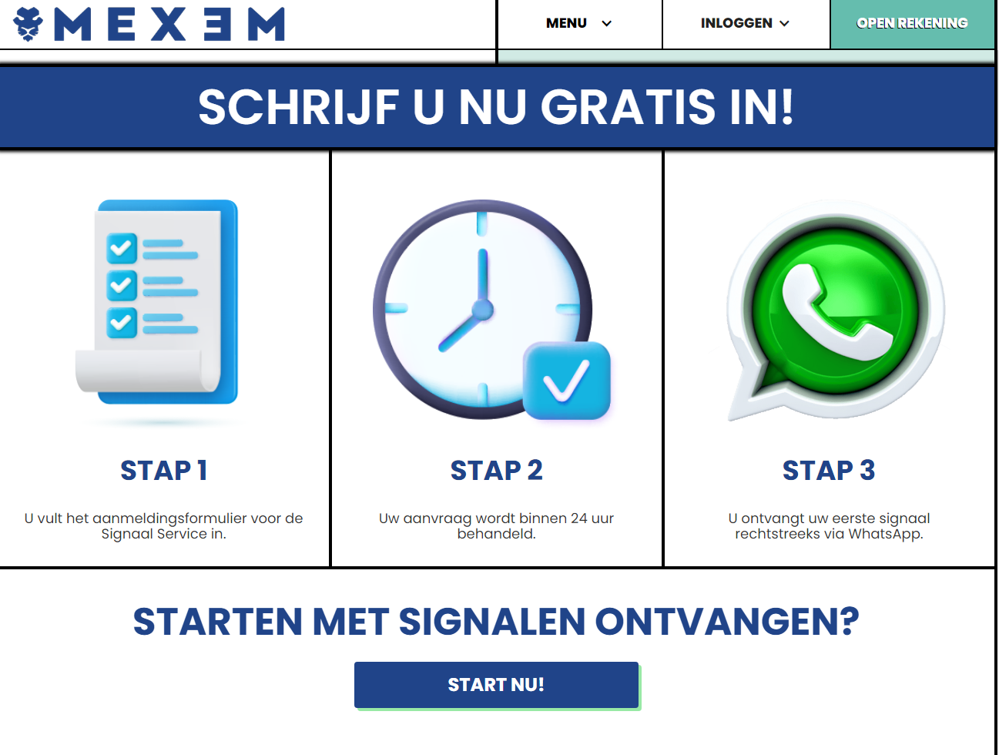 MEXEM
MENU
INLOGGEN
OPEN REKENING
SCHRIJF U NU GRATIS IN!
STAP 1
U vult het aanmeldingsformulier voor de
Signaal Service in.
STAP 2
Uw aanvraag wordt binnen 24 uur
behandeld.
STAP 3
U ontvangt uw eerste signaal
rechtstreeks via WhatsApp.
STARTEN MET SIGNALEN ONTVANGEN?
START NU!